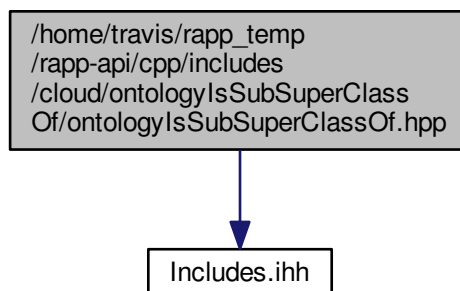 /home/travis/rapp_temp
/rapp-api/cpp/includes
/cloud/ontologyIsSubSuperClass
Of/ontologyIsSubSuperClassOf.hpp
Includes.ihh